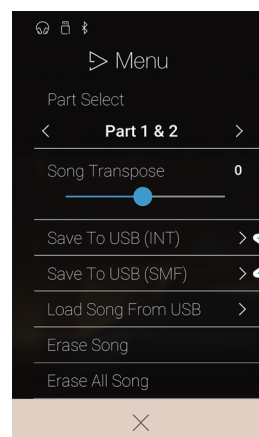 Menu
Part Select
Part 1 & 2
Song Transpose 0
Save To USB (INT)
Save To USB (SMF)
Load Song From USB
Erase Song
Erase All Song